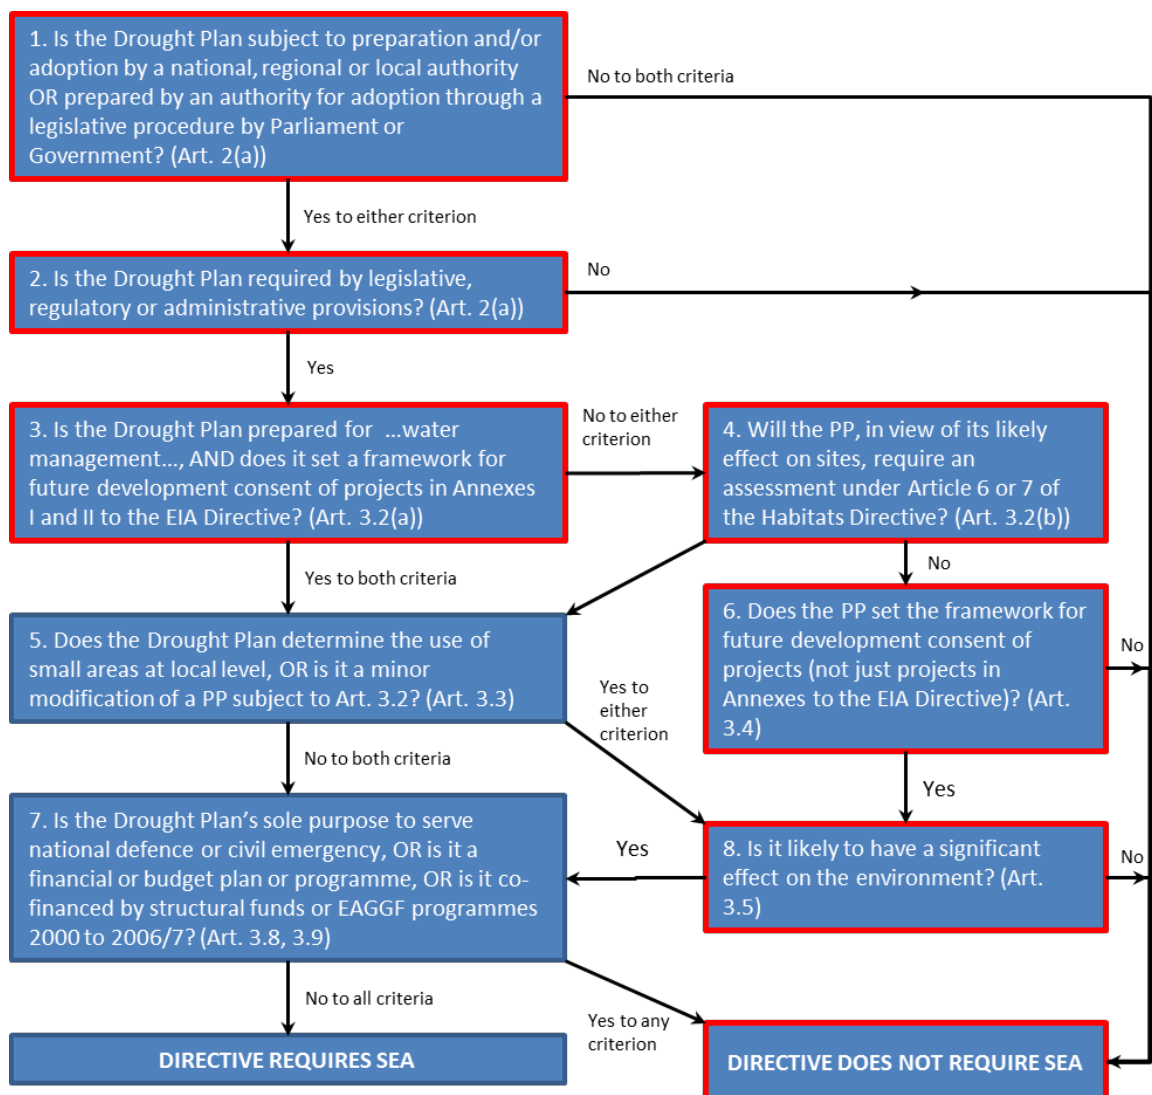 1. Is the Drought Plan subject to preparation and/or
adoption by a national, regional or local authority
OR prepared by an authority for adoption through a
legislative procedure by Parliament or
Government? (Art. 2(a))
No to both criteria
Yes to either criterion
2. Is the Drought Plan required by legislative,
regulatory or administrative provisions? (Art. 2(a))
No
Yes
3. Is the Drought Plan prepared for ...water
management..., AND does it set a framework for
future development consent of projects in Annexes
I and II to the EIA Directive? (Art. 3.2(a))
No to either
criterion
4. Will the PP, in view of its likely
effect on sites, require an
assessment under Article 6 or 7 of
the Habitats Directive? (Art. 3.2(b))
Yes to both criteria
No
5. Does the Drought Plan determine the use of
small areas at local level, OR is it a minor
modification of a PP subject to Art. 3.2? (Art. 3.3)
6. Does the PP set the framework for
future development consent of
projects (not just projects in
Annexes to the EIA Directive)? (Art.
3.4)
No
Yes to
either
criterion
No to both criteria
Yes
7. Is the Drought Plan's sole purpose to serve
national defence or civil emergency, OR is it a
financial or budget plan or programme, OR is it co-
financed by structural funds or EAGGF programmes
2000 to 2006/7? (Art. 3.8, 3.9)
Yes
8. Is it likely to have a significant
effect on the environment? (Art.
3.5)
No
No to all criteria
Yes to any
criterion
DIRECTIVE REQUIRES SEA
DIRECTIVE DOES NOT REQUIRE SEA